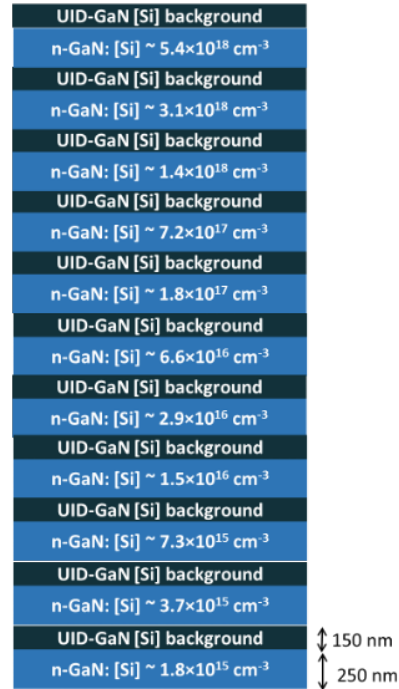 UID-GaN [Si] background
n-GaN: [Si] ~ 5.4×10¹⁸ cm⁻³
UID-GaN [Si] background
n-GaN: [Si] ~ 3.1×10¹⁸ cm⁻³
UID-GaN [Si] background
n-GaN: [Si] ~ 1.4×10¹⁸ cm⁻³
UID-GaN [Si] background
n-GaN: [Si] ~ 7.2×10¹⁷ cm⁻³
UID-GaN [Si] background
n-GaN: [Si] ~ 1.8×10¹⁷ cm⁻³
UID-GaN [Si] background
n-GaN: [Si] ~ 6.6×10¹⁶ cm⁻³
UID-GaN [Si] background
n-GaN: [Si] ~ 2.9×10¹⁶ cm⁻³
UID-GaN [Si] background
n-GaN: [Si] ~ 1.5×10¹⁶ cm⁻³
UID-GaN [Si] background
n-GaN: [Si] ~ 7.3×10¹⁵ cm⁻³
UID-GaN [Si] background
n-GaN: [Si] ~ 3.7×10¹⁵ cm⁻³
UID-GaN [Si] background 150 nm
n-GaN: [Si] ~ 1.8×10¹⁵ cm⁻³ 250 nm